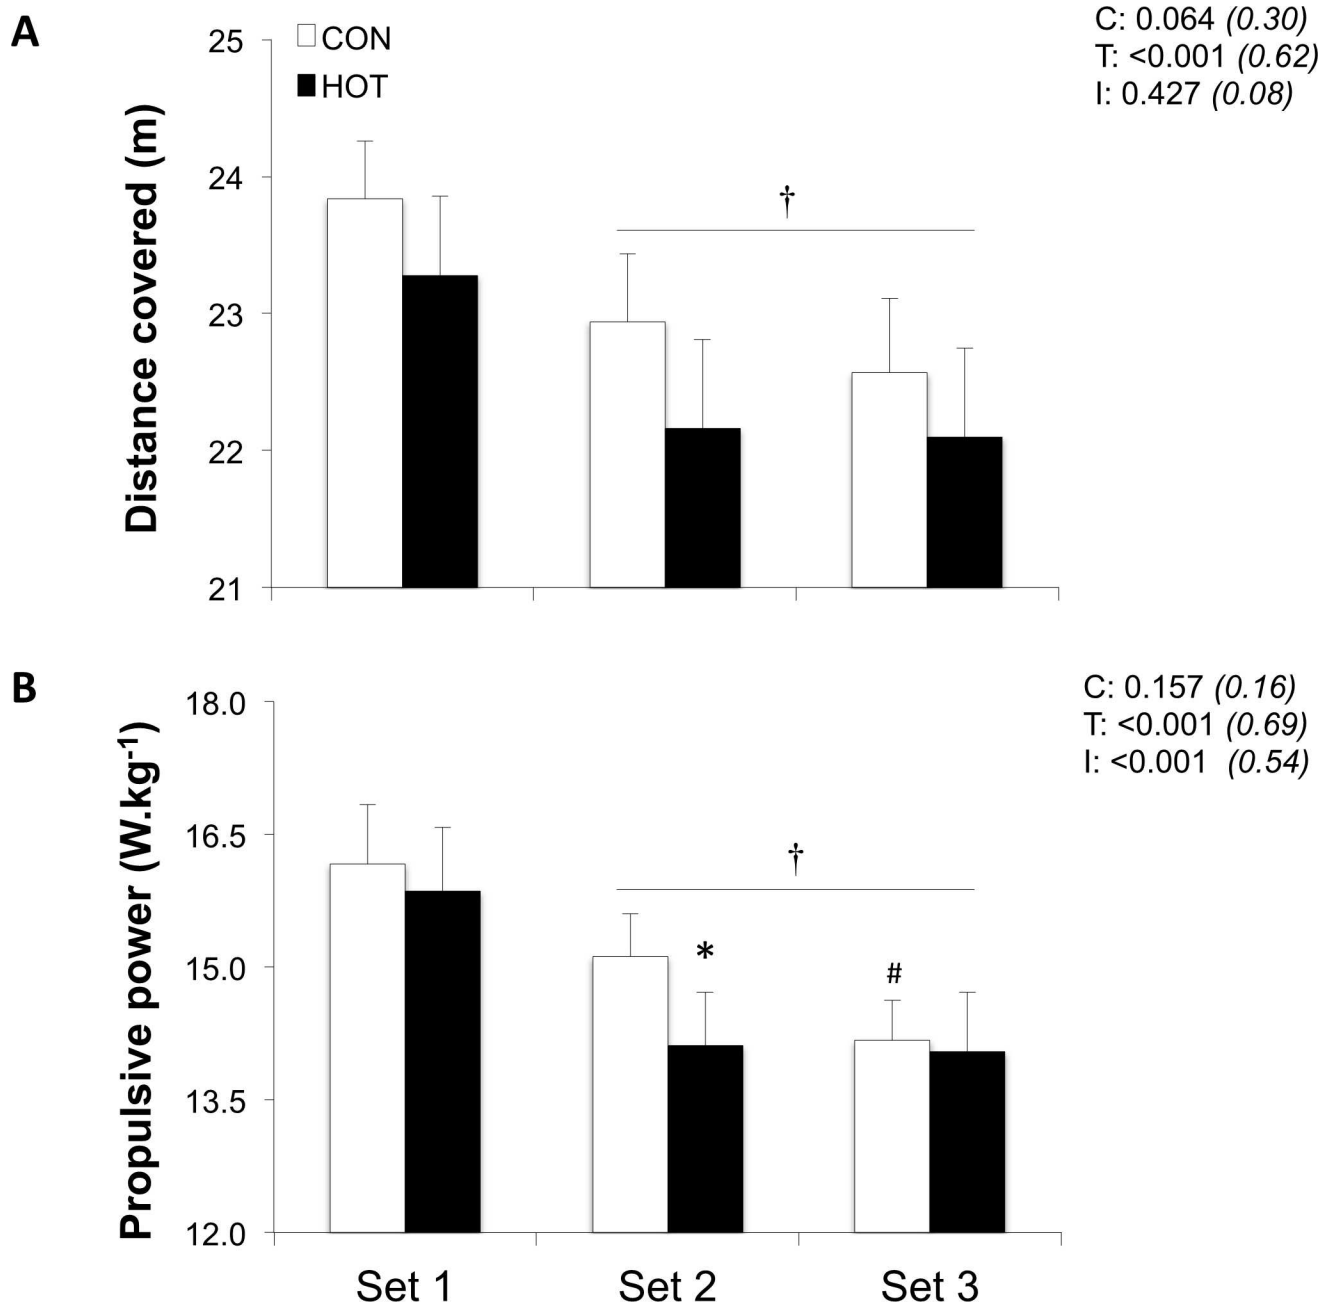 A
C: 0.064 (0.30)
T: <0.001 (0.62)
I: 0.427 (0.08)
CON
HOT
Distance covered (m)
25
24
†
23
22
21
B
C: 0.157 (0.16)
T: <0.001 (0.69)
I: <0.001 (0.54)
Propulsive power (W.kg⁻¹)
18.0
16.5
†
*
#
15.0
13.5
12.0
Set 1 Set 2 Set 3